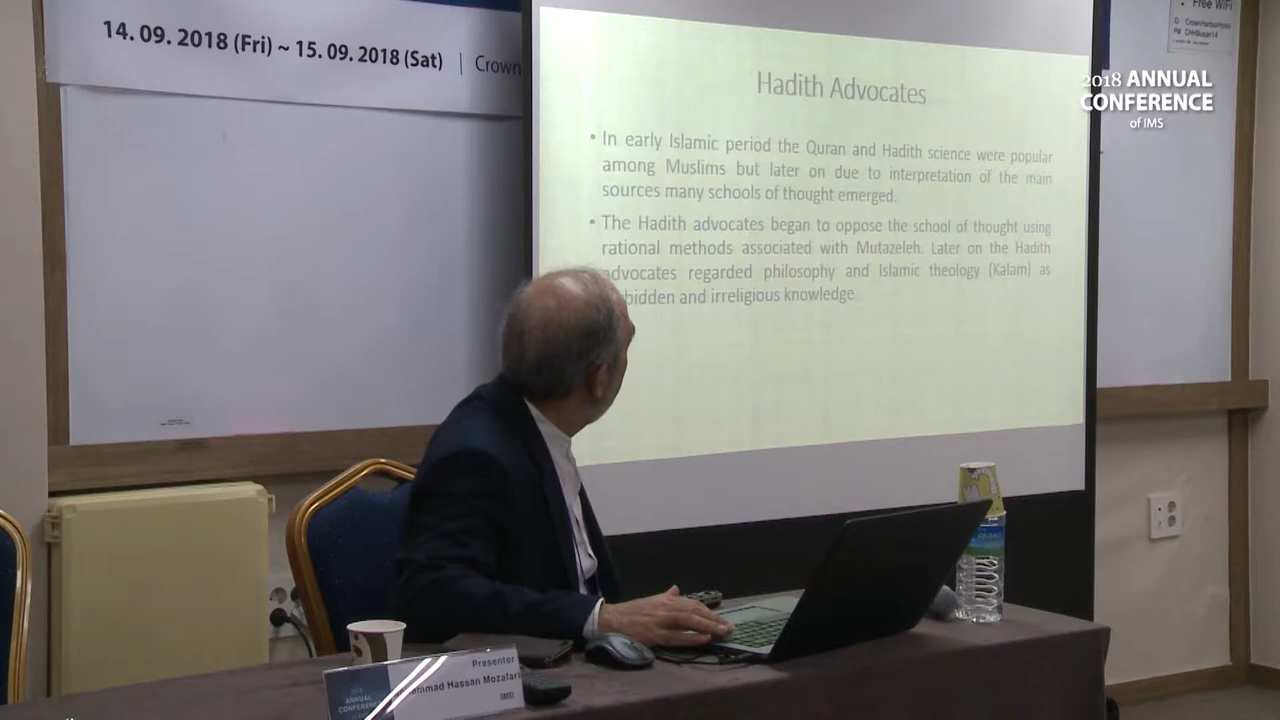 14. 09. 2018 (Fri) ~ 15. 09. 2018 (Sat) | Crown
Free WiFi
2018 ANNUAL
CONFERENCE
of IMS
Hadith Advocates
• In early Islamic period the Quran and Hadith science were popular
among Muslims but later on due to interpretation of the main
sources many schools of thought emerged.
• The Hadith advocates began to oppose the school of thought using
rational methods associated with Mutazeleh. Later on the Hadith
advocates regarded philosophy and Islamic theology (Kalam) as
bidden and irreligious knowledge
Presenter
ammad Hassan Mozafari
2018
ANNUAL
CONFERENCE